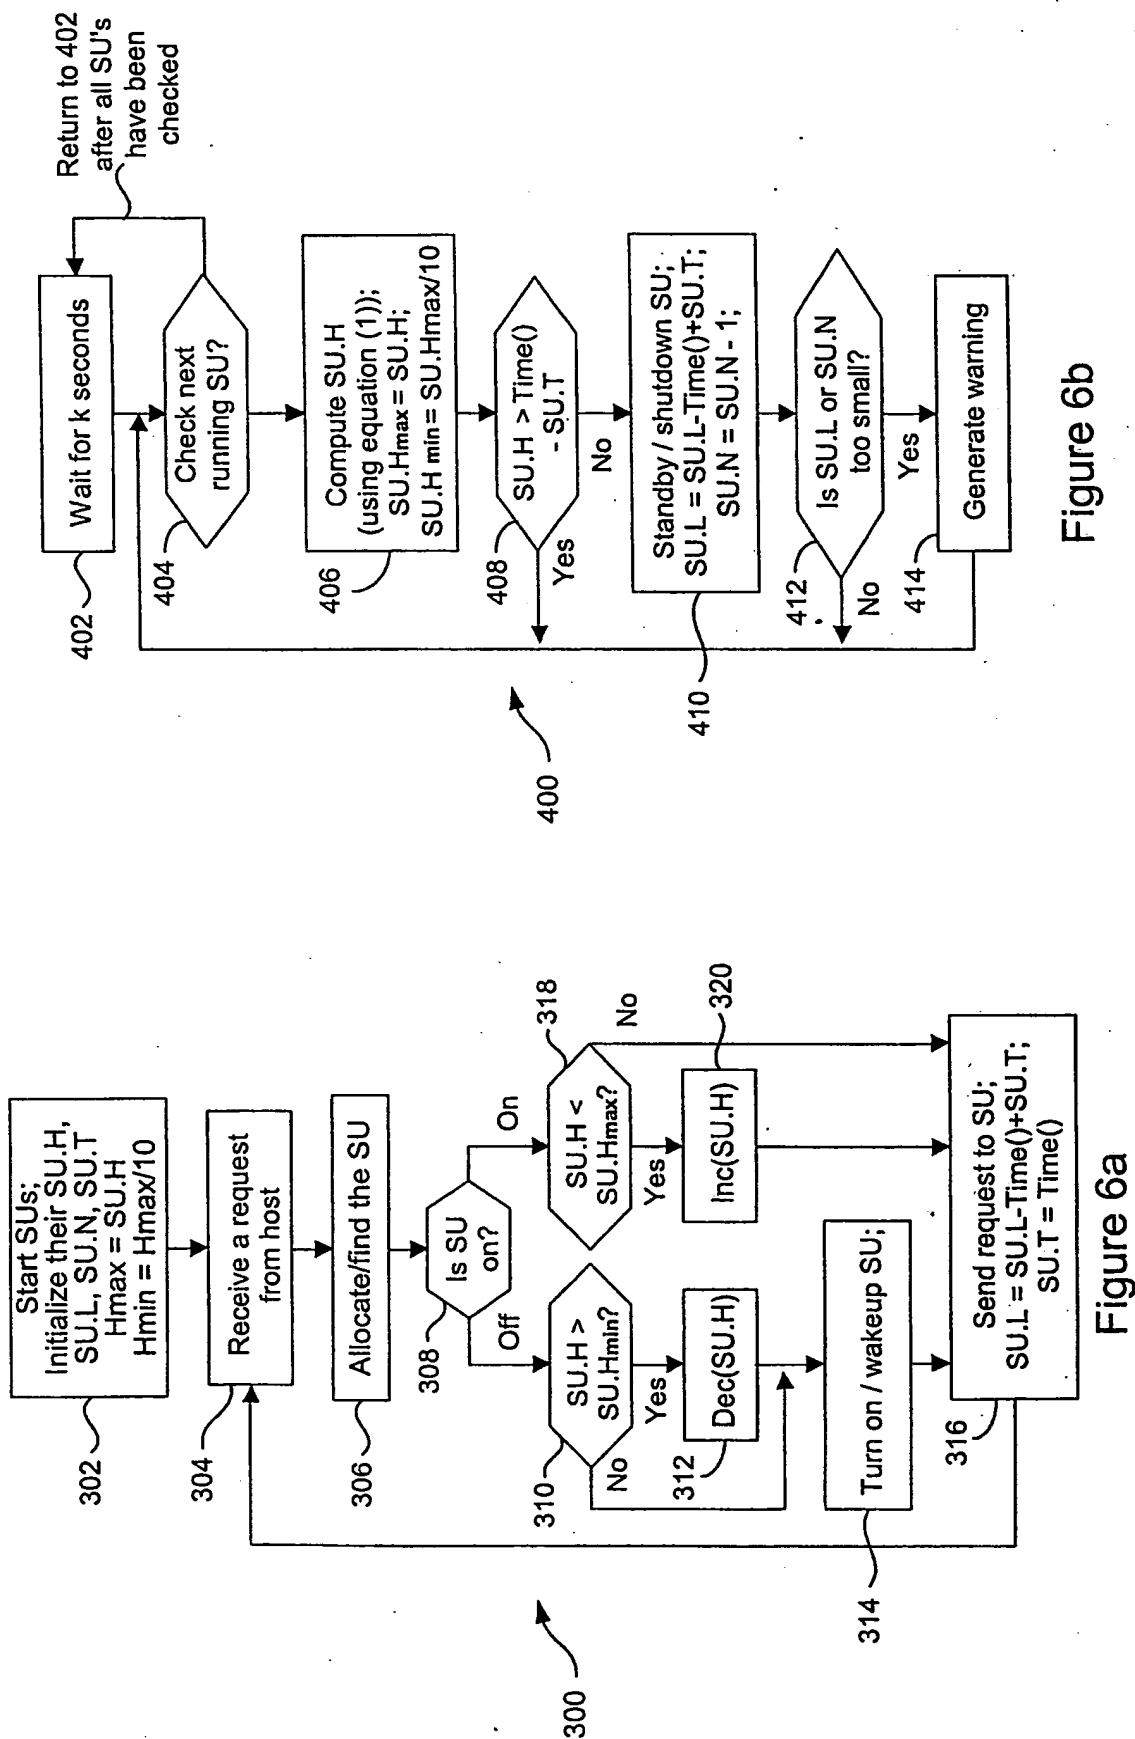 300
Start SUs;
Initialize their SU.H,
SU.L, SU.N, SU.T
Hmax = SU.H
Hmin = Hmax/10
302
Receive a request
from host
304
Allocate/find the SU
306
Is SU
on?
308
Off
On
SU.H >
SU.Hmin?
310
Yes
No
Dec(SU.H)
312
SU.H <
SU.Hmax?
318
Yes
No
Inc(SU.H)
320
Turn on / wakeup SU;
314
Send request to SU;
SU.L = SU.L-Time()+SU.T;
SU.T = Time()
316
Figure 6a
400
Return to 402
after all SU's
have been
checked
Wait for k seconds
402
Check next
running SU?
404
Compute SU.H
(using equation (1));
SU.Hmax = SU.H;
SU.H min = SU.Hmax/10
406
SU.H > Time()
- SU.T
408
Yes
No
Standby / shutdown SU;
SU.L = SU.L-Time()+SU.T;
SU.N = SU.N - 1;
410
Is SU.L or SU.N
too small?
412
No
Yes
Generate warning
414
Figure 6b